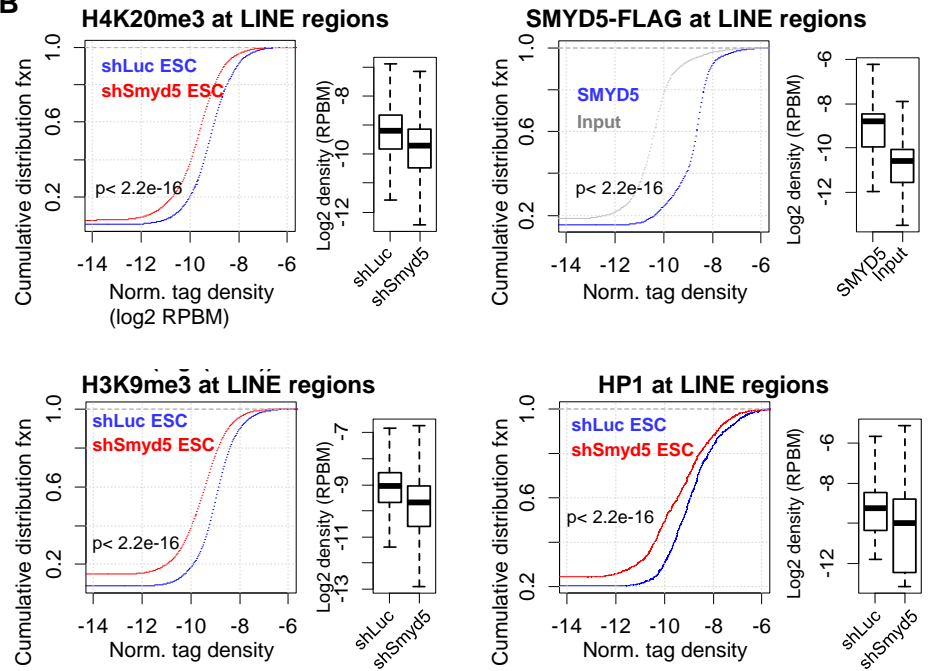 B
H4K20me3 at LINE regions
Cumulative distribution fxn
1.0
0.6
0.2
shLuc ESC
shSmyd5 ESC
p< 2.2e-16
-14 -12 -10 -8 -6
Norm. tag density
(log2 RPBM)
Log2 density (RPBM)
-8
-10
-12
shLuc
shSmyd5
SMYD5-FLAG at LINE regions
Cumulative distribution fxn
1.0
0.6
0.2
SMYD5
Input
p< 2.2e-16
-14 -12 -10 -8 -6
Norm. tag density
Log2 density (RPBM)
-6
-8
-10
-12
SMYD5
Input
H3K9me3 at LINE regions
Cumulative distribution fxn
1.0
0.6
0.2
shLuc ESC
shSmyd5 ESC
p< 2.2e-16
-14 -12 -10 -8 -6
Norm. tag density
Log2 density (RPBM)
-7
-9
-11
-13
shLuc
shSmyd5
HP1 at LINE regions
Cumulative distribution fxn
1.0
0.6
0.2
shLuc ESC
shSmyd5 ESC
p< 2.2e-16
-14 -12 -10 -8 -6
Norm. tag density
Log2 density (RPBM)
-6
-8
-12
shLuc
shSmyd5